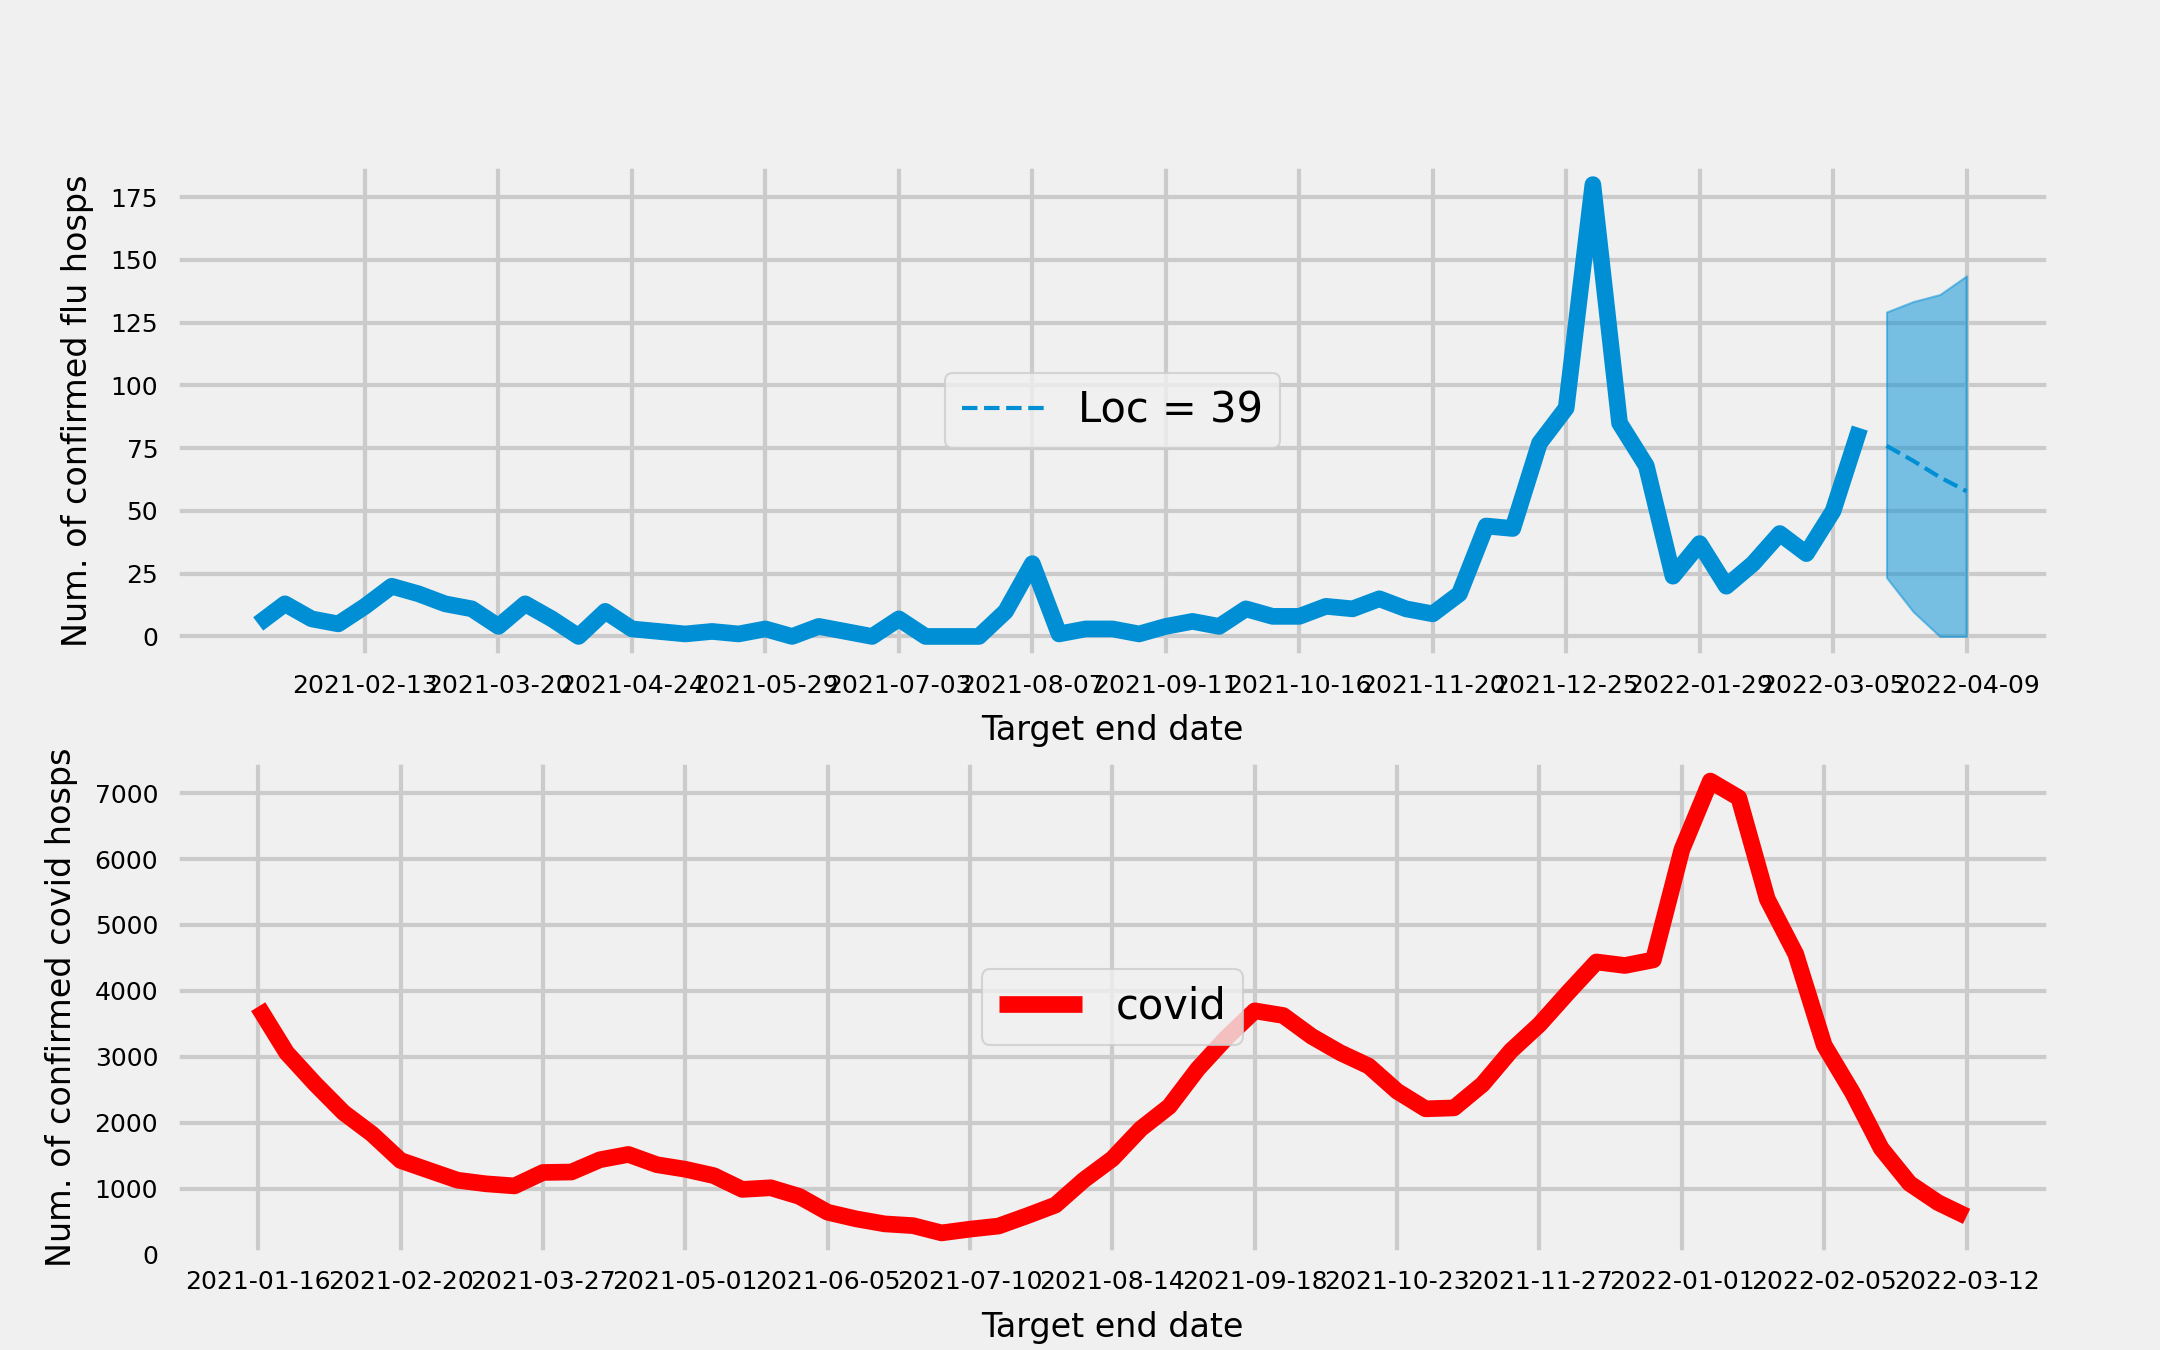 Num. of confirmed flu hosps
175
150
125
100
75
50
25
0
Loc = 39
2021-02-13 2021-03-20 2021-04-24 2021-05-29 2021-07-03 2021-08-07 2021-09-11 2021-10-16 2021-11-20 2021-12-25 2022-01-29 2022-03-05 2022-04-09
Target end date
Num. of confirmed covid hosps
7000
6000
5000
4000
3000
2000
1000
0
covid
2021-01-16 2021-02-20 2021-03-27 2021-05-01 2021-06-05 2021-07-10 2021-08-14 2021-09-18 2021-10-23 2021-11-27 2022-01-01 2022-02-05 2022-03-12
Target end date